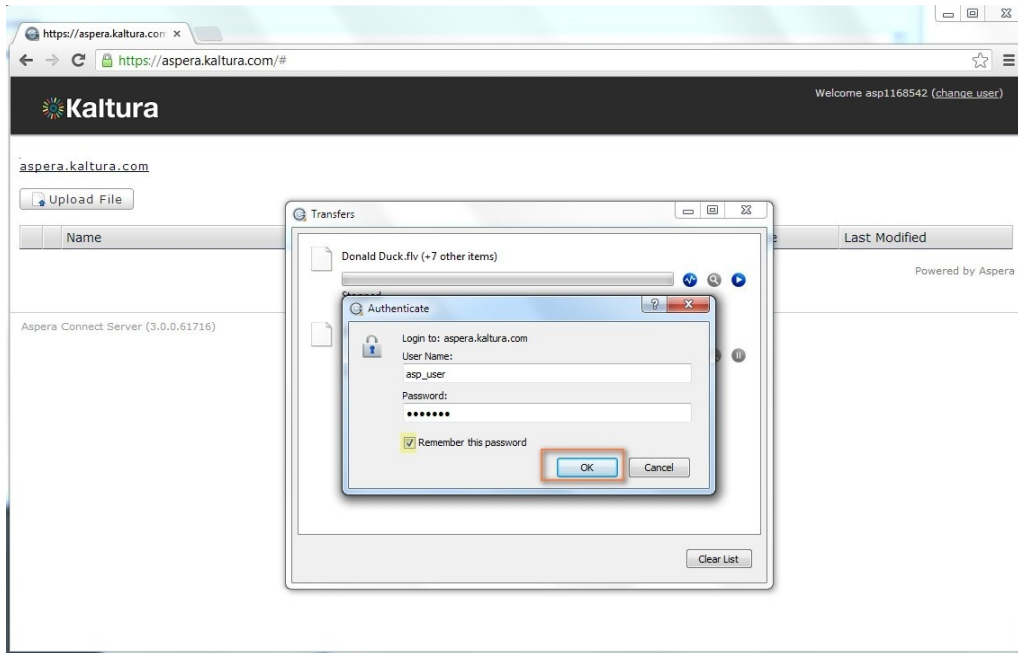 https://aspera.kaltura.com
https://aspera.kaltura.com/#
Kaltura
Welcome asp1168542 (change user)
aspera.kaltura.com
Upload File
Name
Last Modified
Powered by Aspera
Aspera Connect Server (3.0.0.61716)
Transfers
Donald Duck.flv (+7 other items)
Stopped
Authenticate
Login to: aspera.kaltura.com
User Name:
asp_user
Password:
•••••••
Remember this password
OK
Cancel
Clear List